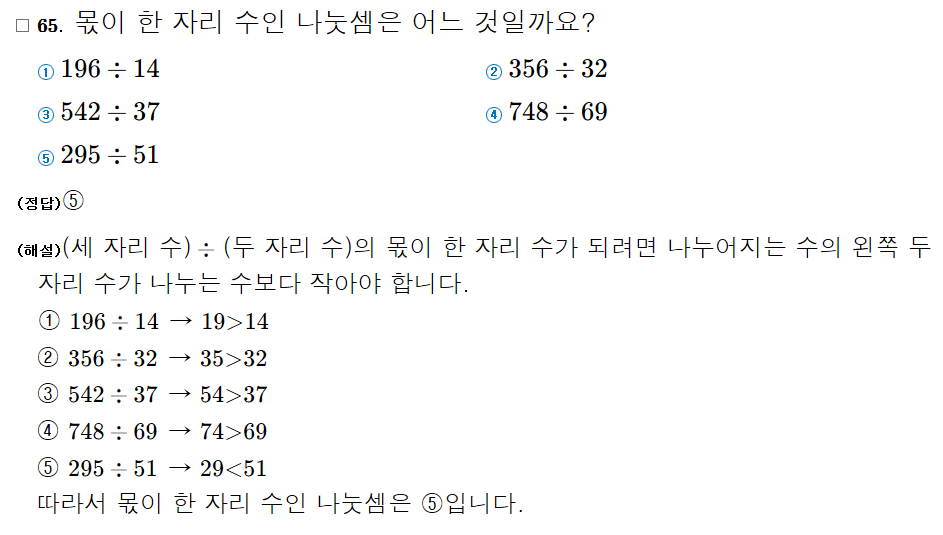 □ 65. 몫이 한 자리 수인 나눗셈은 어느 것일까요?
① 196 ÷ 14 ② 356 ÷ 32
③ 542 ÷ 37 ④ 748 ÷ 69
⑤ 295 ÷ 51
(정답)⑤
(해설)(세 자리 수) ÷ (두 자리 수)의 몫이 한 자리 수가 되려면 나누어지는 수의 왼쪽 두
자리 수가 나누는 수보다 작아야 합니다.
① 196 ÷ 14 → 19>14
② 356 ÷ 32 → 35>32
③ 542 ÷ 37 → 54>37
④ 748 ÷ 69 → 74>69
⑤ 295 ÷ 51 → 29<51
따라서 몫이 한 자리 수인 나눗셈은 ⑤입니다.